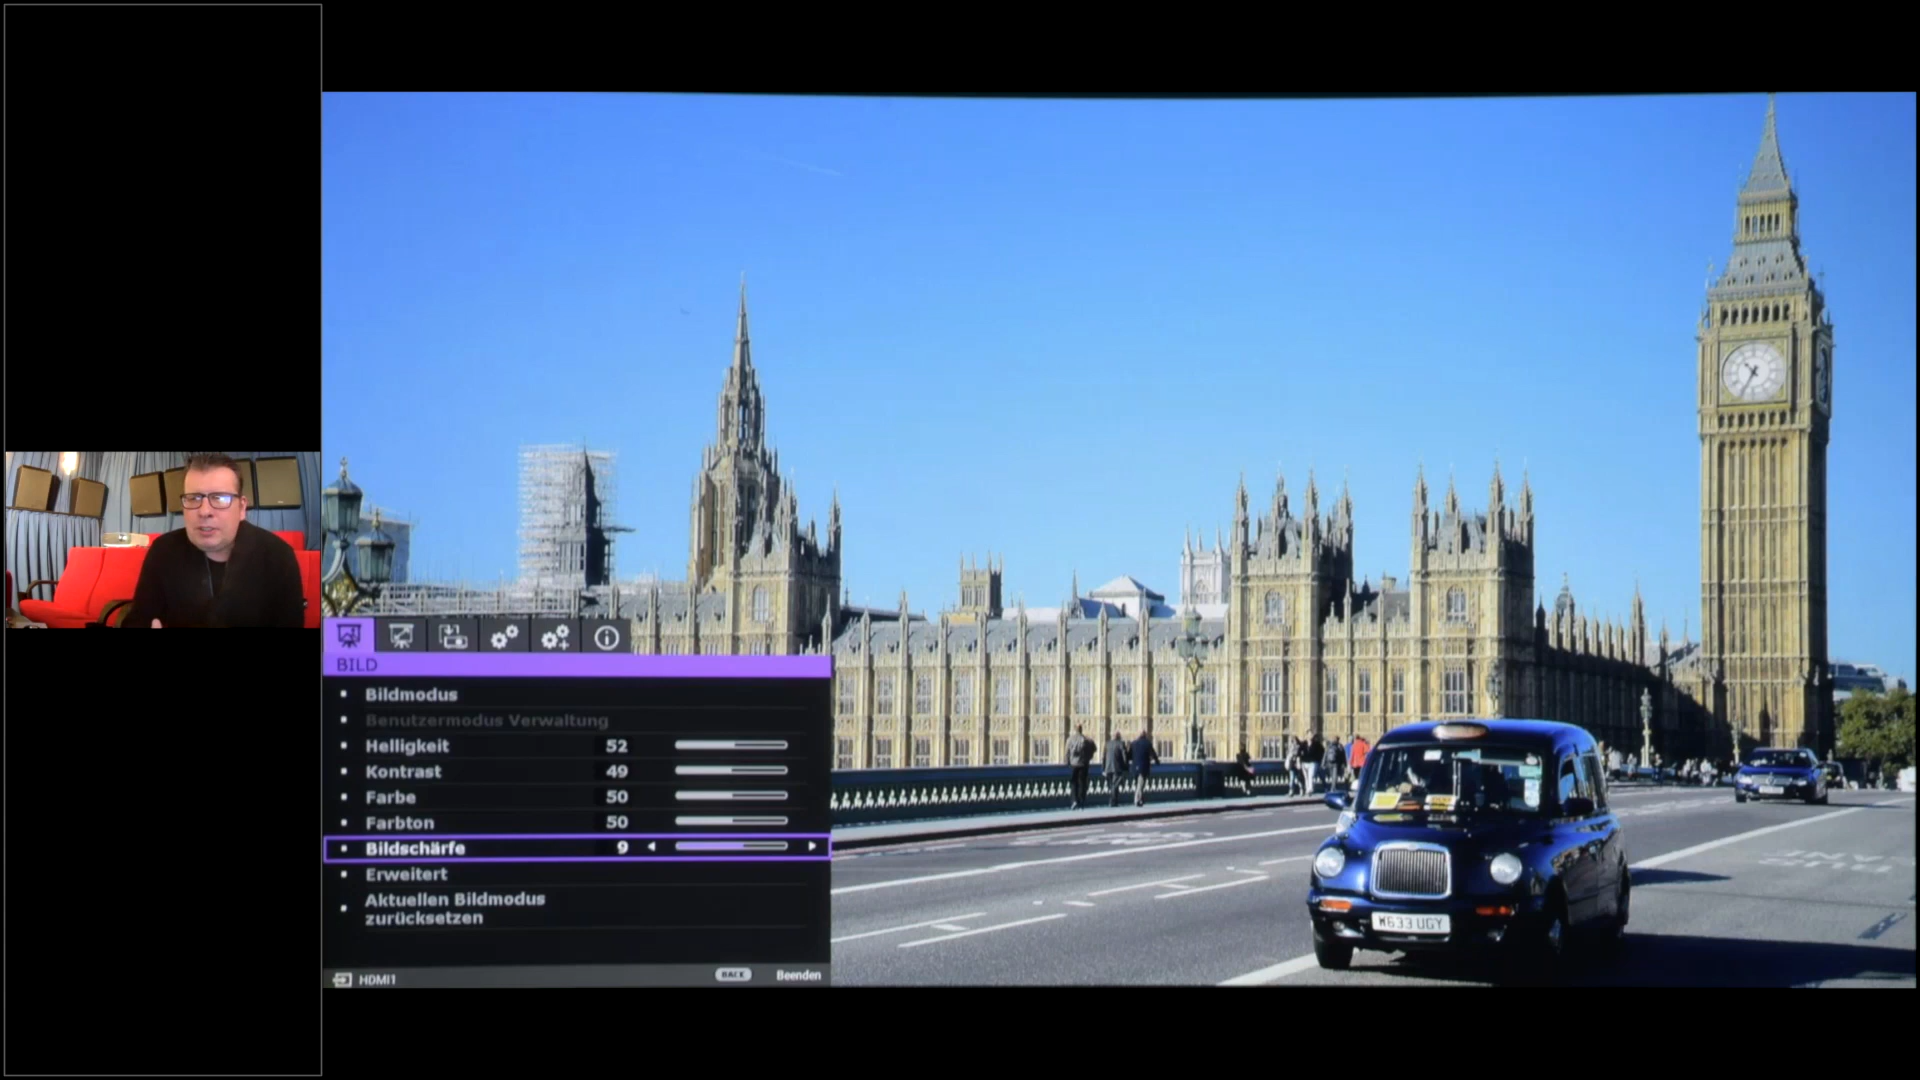 BILD
Bildmodus
Benutzermodus Verwaltung
Helligkeit 52
Kontrast 49
Farbe 50
Farbton 50
Bildschärfe 9
Erweitert
Aktuellen Bildmodus
zurücksetzen
HDMI1 BACK Beenden
W633 UGY